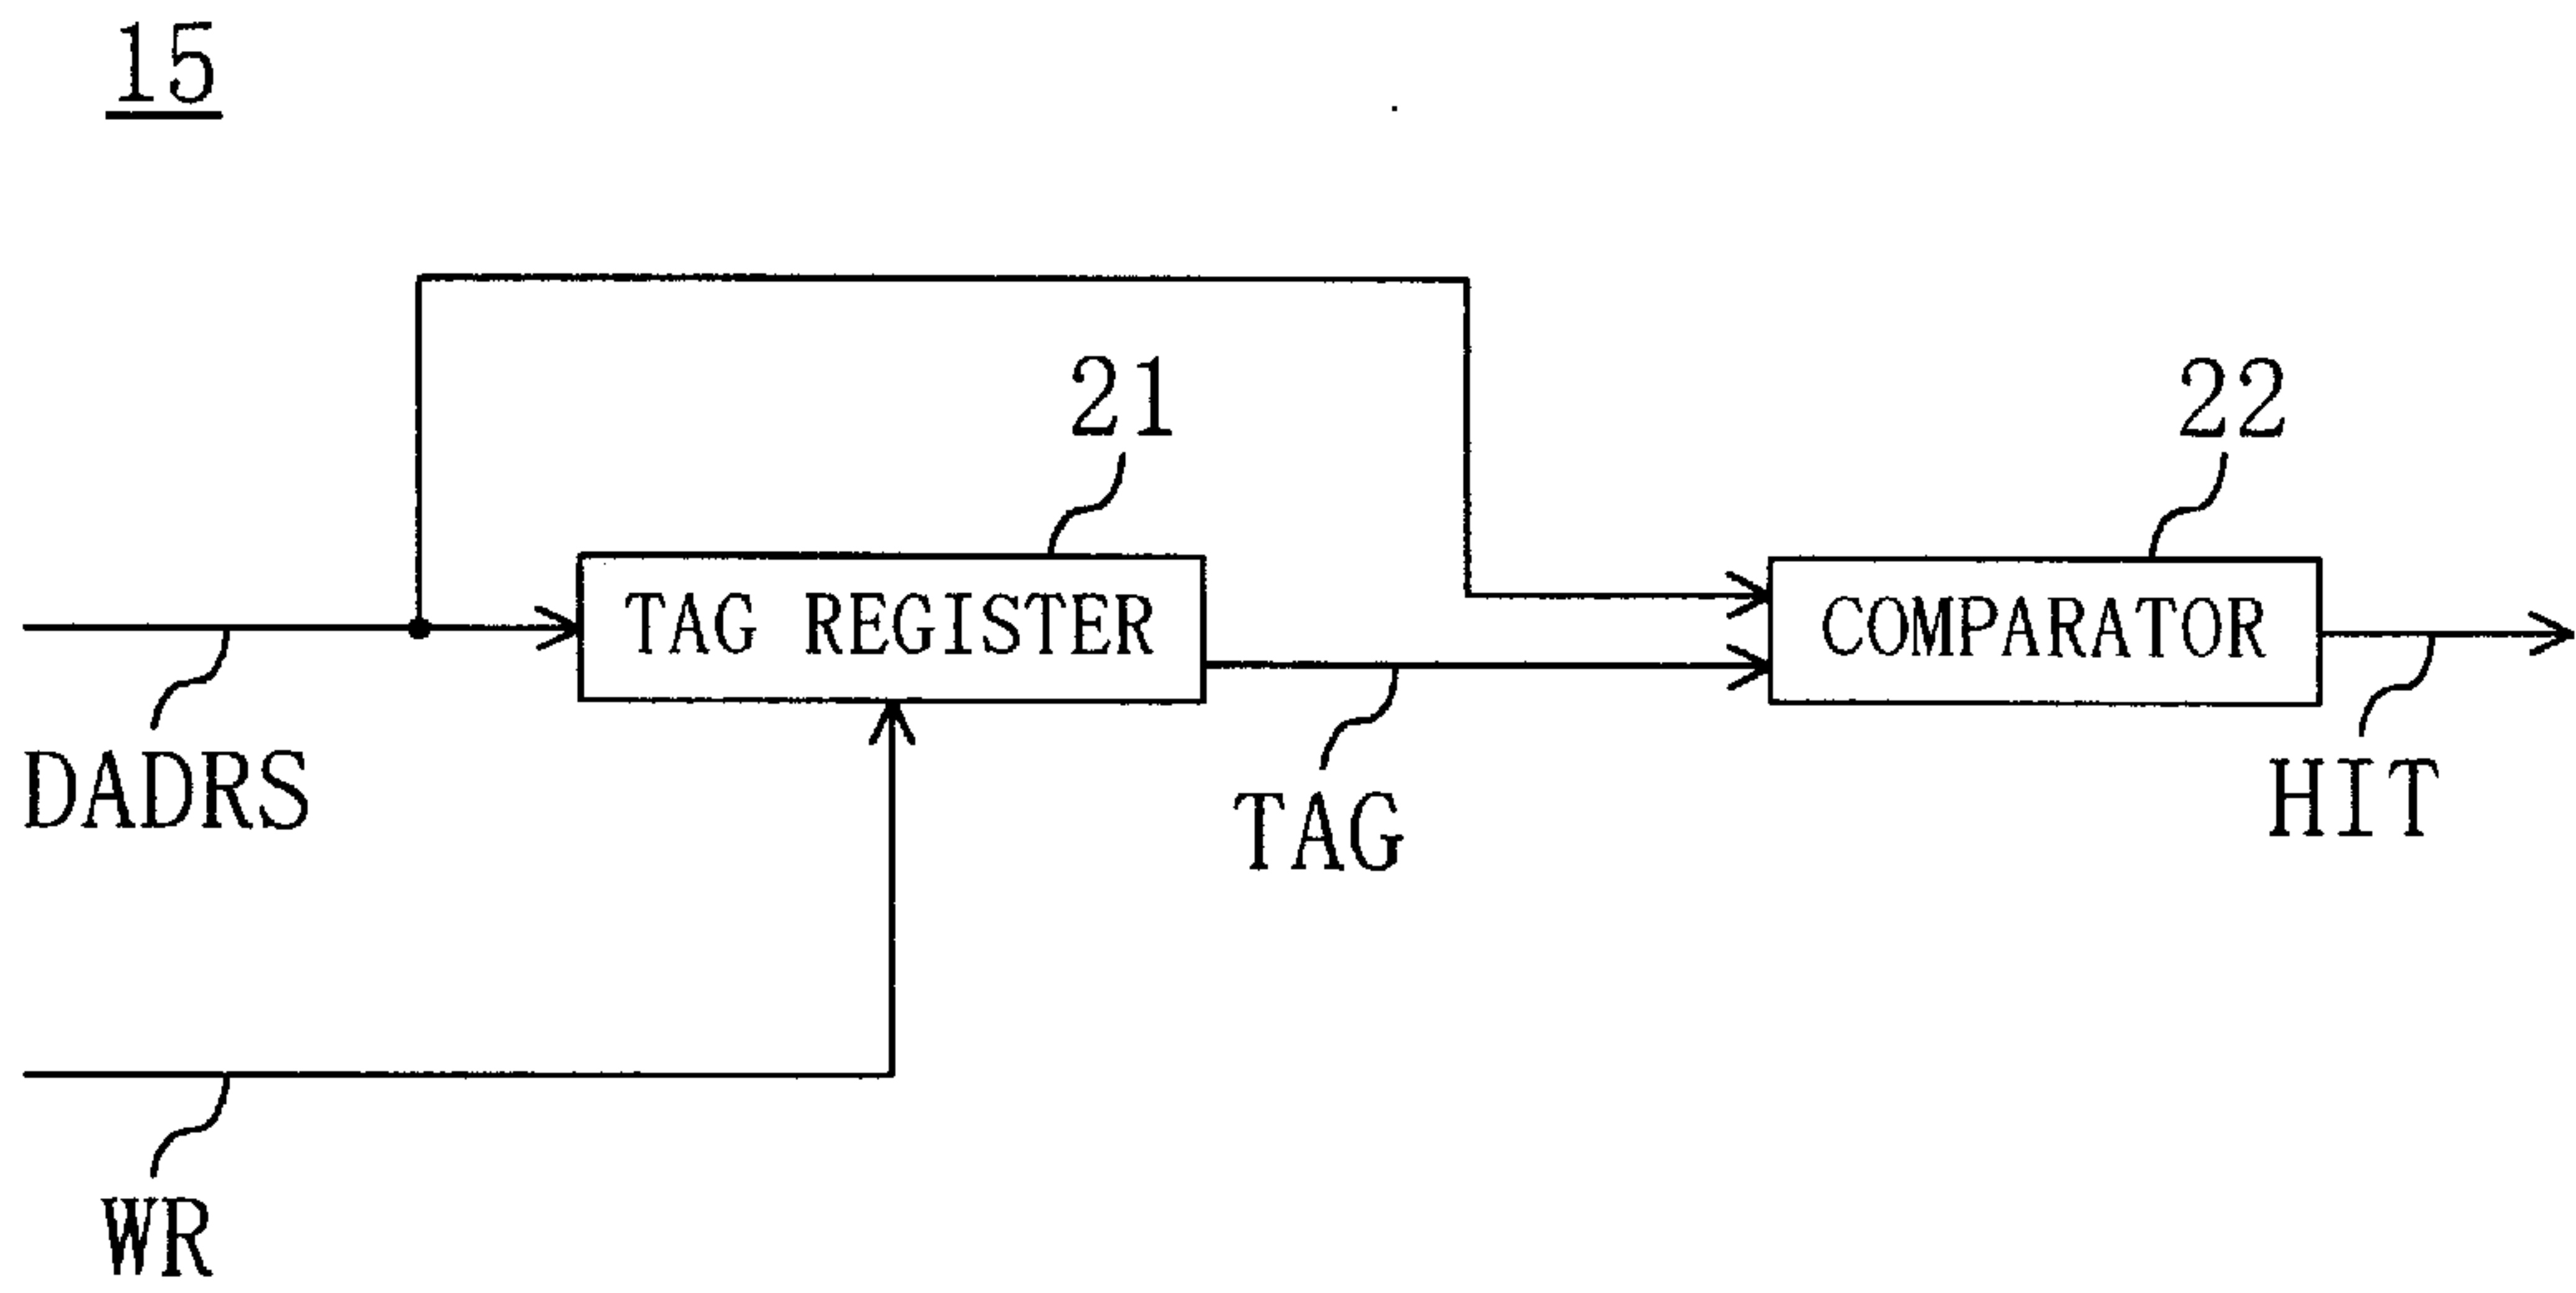 15
21
22
TAG REGISTER
COMPARATOR
DADRS
TAG
HIT
WR